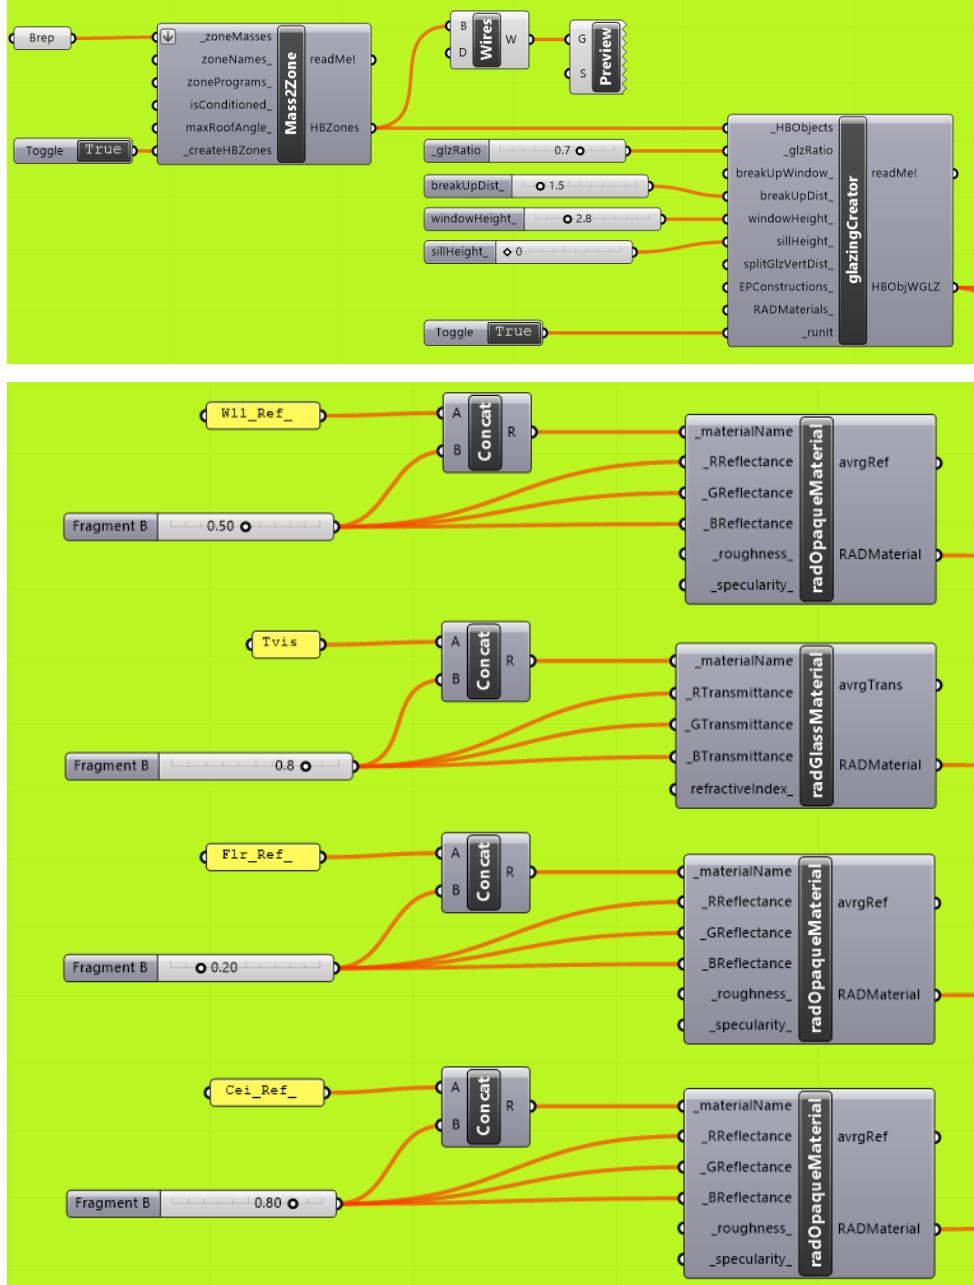 Brep
Toggle True
_zoneMasses
zoneNames_
zonePrograms_
isConditioned_
maxRoofAngle_
_createHBZones
Mass2Zone
readMe!
HBZones
B
D
Wires
W
G
S
Preview
_glzRatio 0.7
breakUpDist_ 1.5
windowHeight_ 2.8
sillHeight_ 0
Toggle True
_HBObjects
_glzRatio
breakUpWindow_
breakUpDist_
windowHeight_
sillHeight_
splitGlzVertDist_
EPConstructions_
RADMaterials_
_runIt
glazingCreator
readMe!
HBObjWGLZ
Wll_Ref_
Fragment B 0.50
A
B
Concat
R
_materialName
_RReflectance
_GReflectance
_BReflectance
_roughness_
_specularity_
radOpaqueMaterial
avrgRef
RADMaterial
Tvis
Fragment B 0.8
A
B
Concat
R
_materialName
_RTransmittance
_GTransmittance
_BTransmittance
refractiveIndex_
radGlassMaterial
avrgTrans
RADMaterial
Flr_Ref_
Fragment B 0.20
A
B
Concat
R
_materialName
_RReflectance
_GReflectance
_BReflectance
_roughness_
_specularity_
radOpaqueMaterial
avrgRef
RADMaterial
Cei_Ref_
Fragment B 0.80
A
B
Concat
R
_materialName
_RReflectance
_GReflectance
_BReflectance
_roughness_
_specularity_
radOpaqueMaterial
avrgRef
RADMaterial